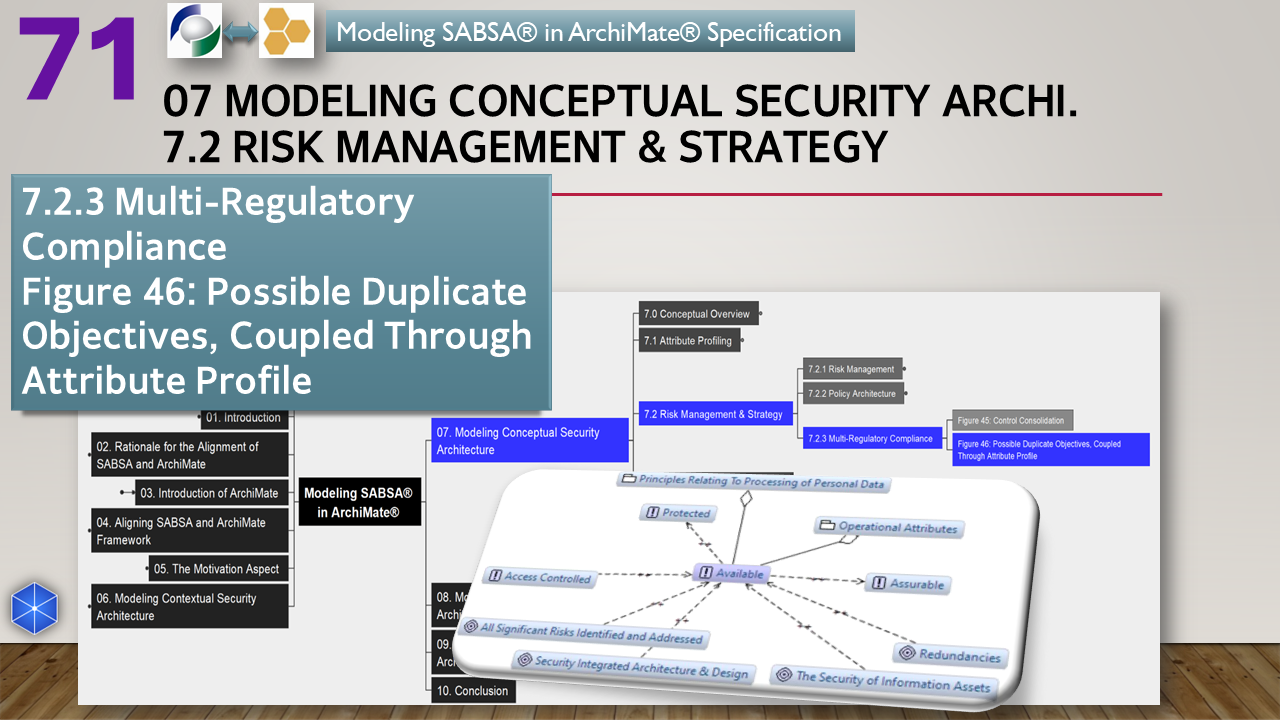 71
Modeling SABSA® in ArchiMate® Specification
07 MODELING CONCEPTUAL SECURITY ARCHI.
7.2 RISK MANAGEMENT & STRATEGY
7.2.3 Multi-Regulatory
Compliance
Figure 46: Possible Duplicate
Objectives, Coupled Through
Attribute Profile
7.0 Conceptual Overview
7.1 Attribute Profiling
7.2.1 Risk Management
7.2.2 Policy Architecture
7.2 Risk Management & Strategy
7.2.3 Multi-Regulatory Compliance
Figure 45: Control Consolidation
Figure 46: Possible Duplicate Objectives, Coupled
Through Attribute Profile
01. Introduction
02. Rationale for the Alignment of
SABSA and ArchiMate
03. Introduction of ArchiMate
04. Aligning SABSA and ArchiMate
Framework
05. The Motivation Aspect
06. Modeling Contextual Security
Architecture
Modeling SABSA®
in ArchiMate®
07. Modeling Conceptual Security
Architecture
08. Mo
Archi
09.
Arc
10. Conclusion
Principles Relating To Processing of Personal Data
Protected
Operational Attributes
Access Controlled
Available
Assurable
All Significant Risks Identified and Addressed
Redundancies
Security Integrated Architecture & Design
The Security of Information Assets